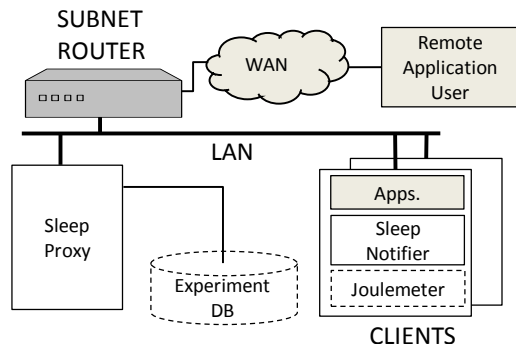 SUBNET
ROUTER
WAN
Remote
Application
User
LAN
Sleep
Proxy
Experiment
DB
Apps.
Sleep
Notifier
Joulemeter
CLIENTS